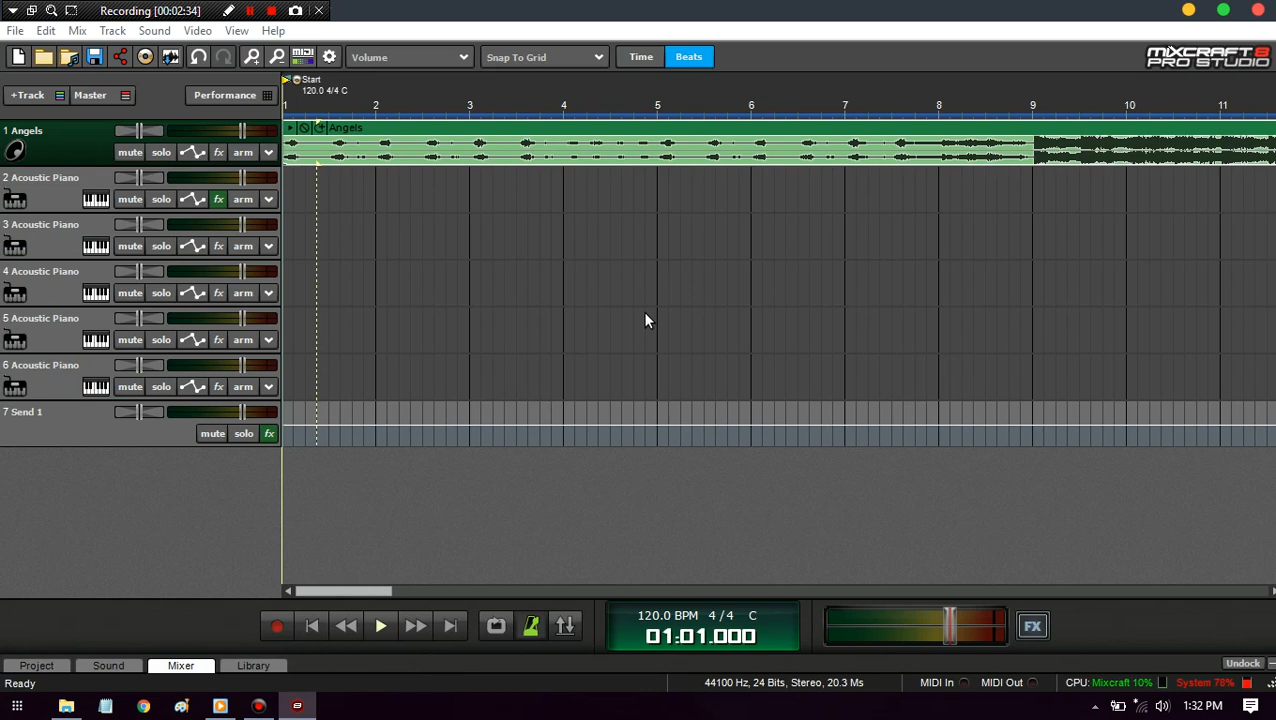 Recording [00:02:34]
File Edit Mix Track Sound Video View Help
Volume Snap To Grid Time Beats
MIXCRAFT 8
PRO STUDIO
Start
120.0 4/4 C
+Track Master Performance
1 2 3 4 5 6 7 8 9 10 11
1 Angels
Angels
mute solo fx arm
2 Acoustic Piano
mute solo fx arm
3 Acoustic Piano
mute solo fx arm
4 Acoustic Piano
mute solo fx arm
5 Acoustic Piano
mute solo fx arm
6 Acoustic Piano
mute solo fx arm
7 Send 1
mute solo fx
120.0 BPM 4/4 C
01:01.000
FX
Project Sound Mixer Library
Undock
Ready
44100 Hz, 24 Bits, Stereo, 20.3 Ms
MIDI In MIDI Out CPU: Mixcraft 10% System 78%
1:32 PM